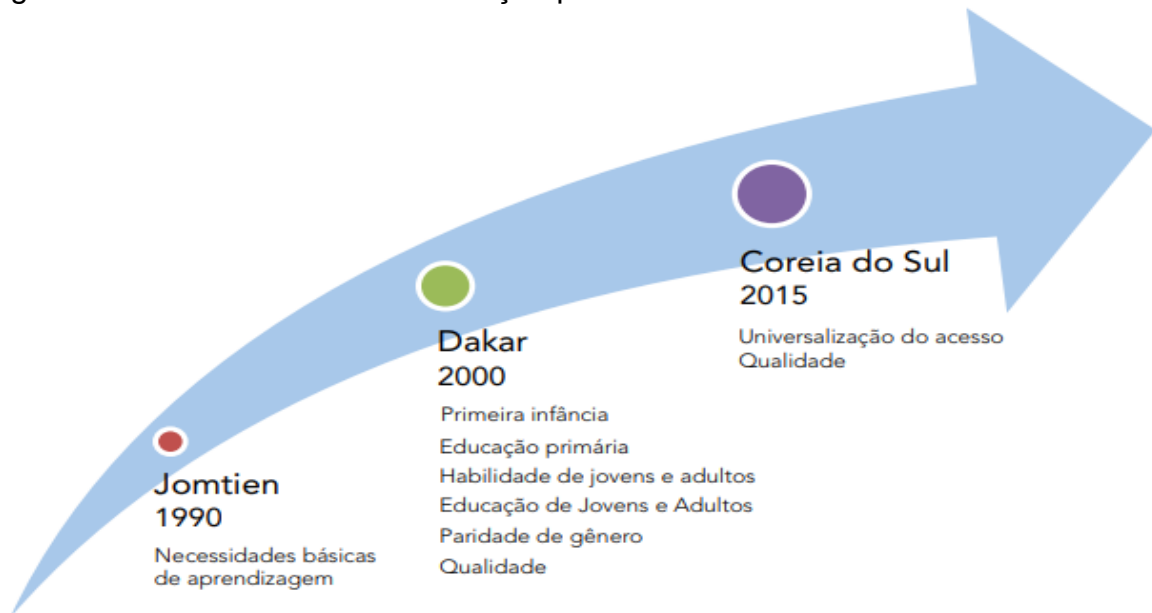 Jomtien
1990
Necessidades básicas
de aprendizagem
Dakar
2000
Primeira infância
Educação primária
Habilidade de jovens e adultos
Educação de Jovens e Adultos
Paridade de gênero
Qualidade
Coreia do Sul
2015
Universalização do acesso
Qualidade